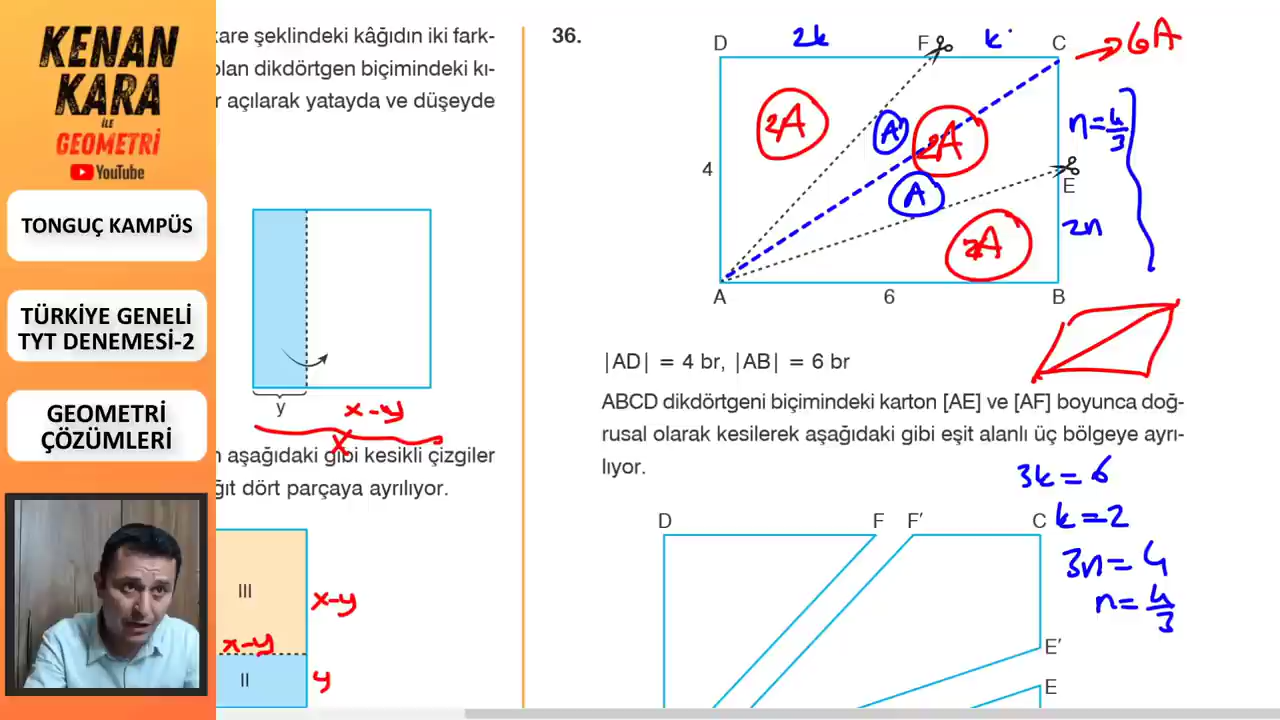 KENAN
KARA
İLE
GEOMETRİ
YouTube
TONGUÇ KAMPÜS
TÜRKİYE GENELİ
TYT DENEMESİ-2
GEOMETRİ
ÇÖZÜMLERİ
kare şeklindeki kâğıdın iki fark-
olan dikdörtgen biçimindeki kı-
r açılarak yatayda ve düşeyde
y
x-y
x
n aşağıdaki gibi kesikli çizgiler
ğıt dört parçaya ayrılıyor.
III
x-y
x-y
II
y
36.
D
2k
F
k
C
6A
2A
A
2A
n=4/3
4
E
A
2A
2n
A
6
B
|AD| = 4 br, |AB| = 6 br
ABCD dikdörtgeni biçimindeki karton [AE] ve [AF] boyunca doğ-
rusal olarak kesilerek aşağıdaki gibi eşit alanlı üç bölgeye ayrı-
lıyor.
3k = 6
k = 2
3n = 4
n = 4/3
D
F
F′
C
E′
E